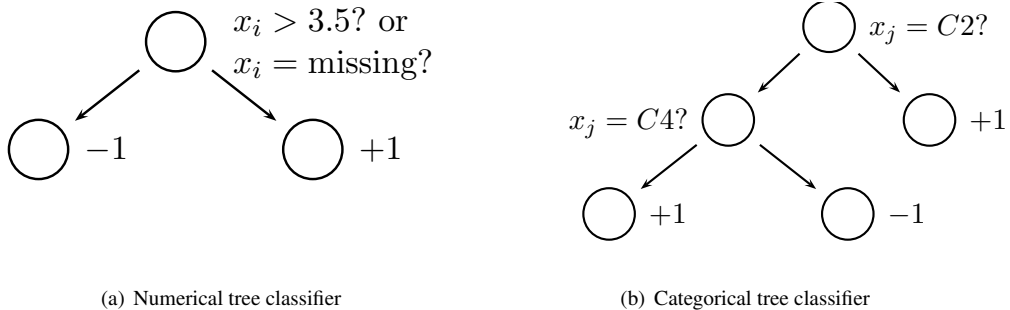 x_i > 3.5? or
x_i = missing?
−1
+1
(a) Numerical tree classifier
x_j = C2?
x_j = C4?
+1
+1
−1
(b) Categorical tree classifier